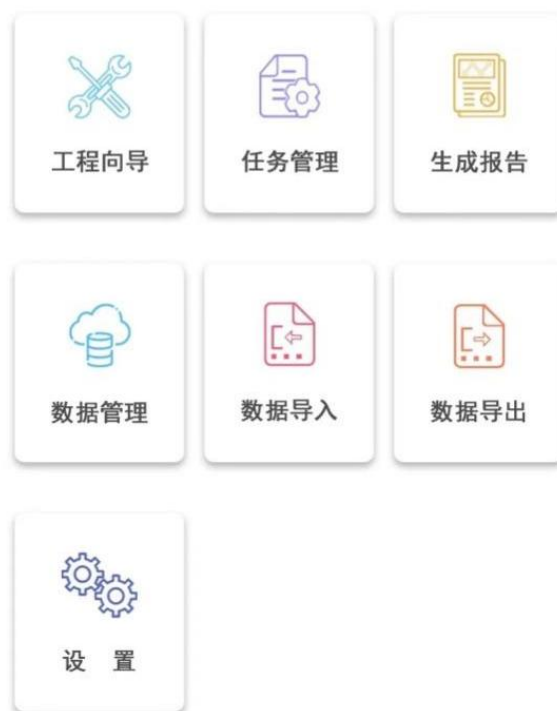 工程向导
任务管理
生成报告
数据管理
数据导入
数据导出
设 置